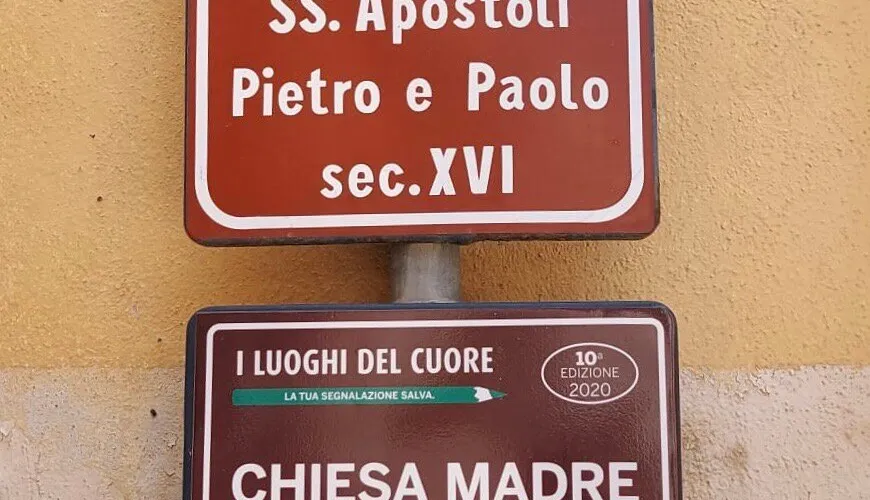 SS. Apostoli
Pietro e Paolo
sec. XVI
I LUOGHI DEL CUORE
LA TUA SEGNALAZIONE SALVA.
10ª
EDIZIONE
2020
CHIESA MADRE